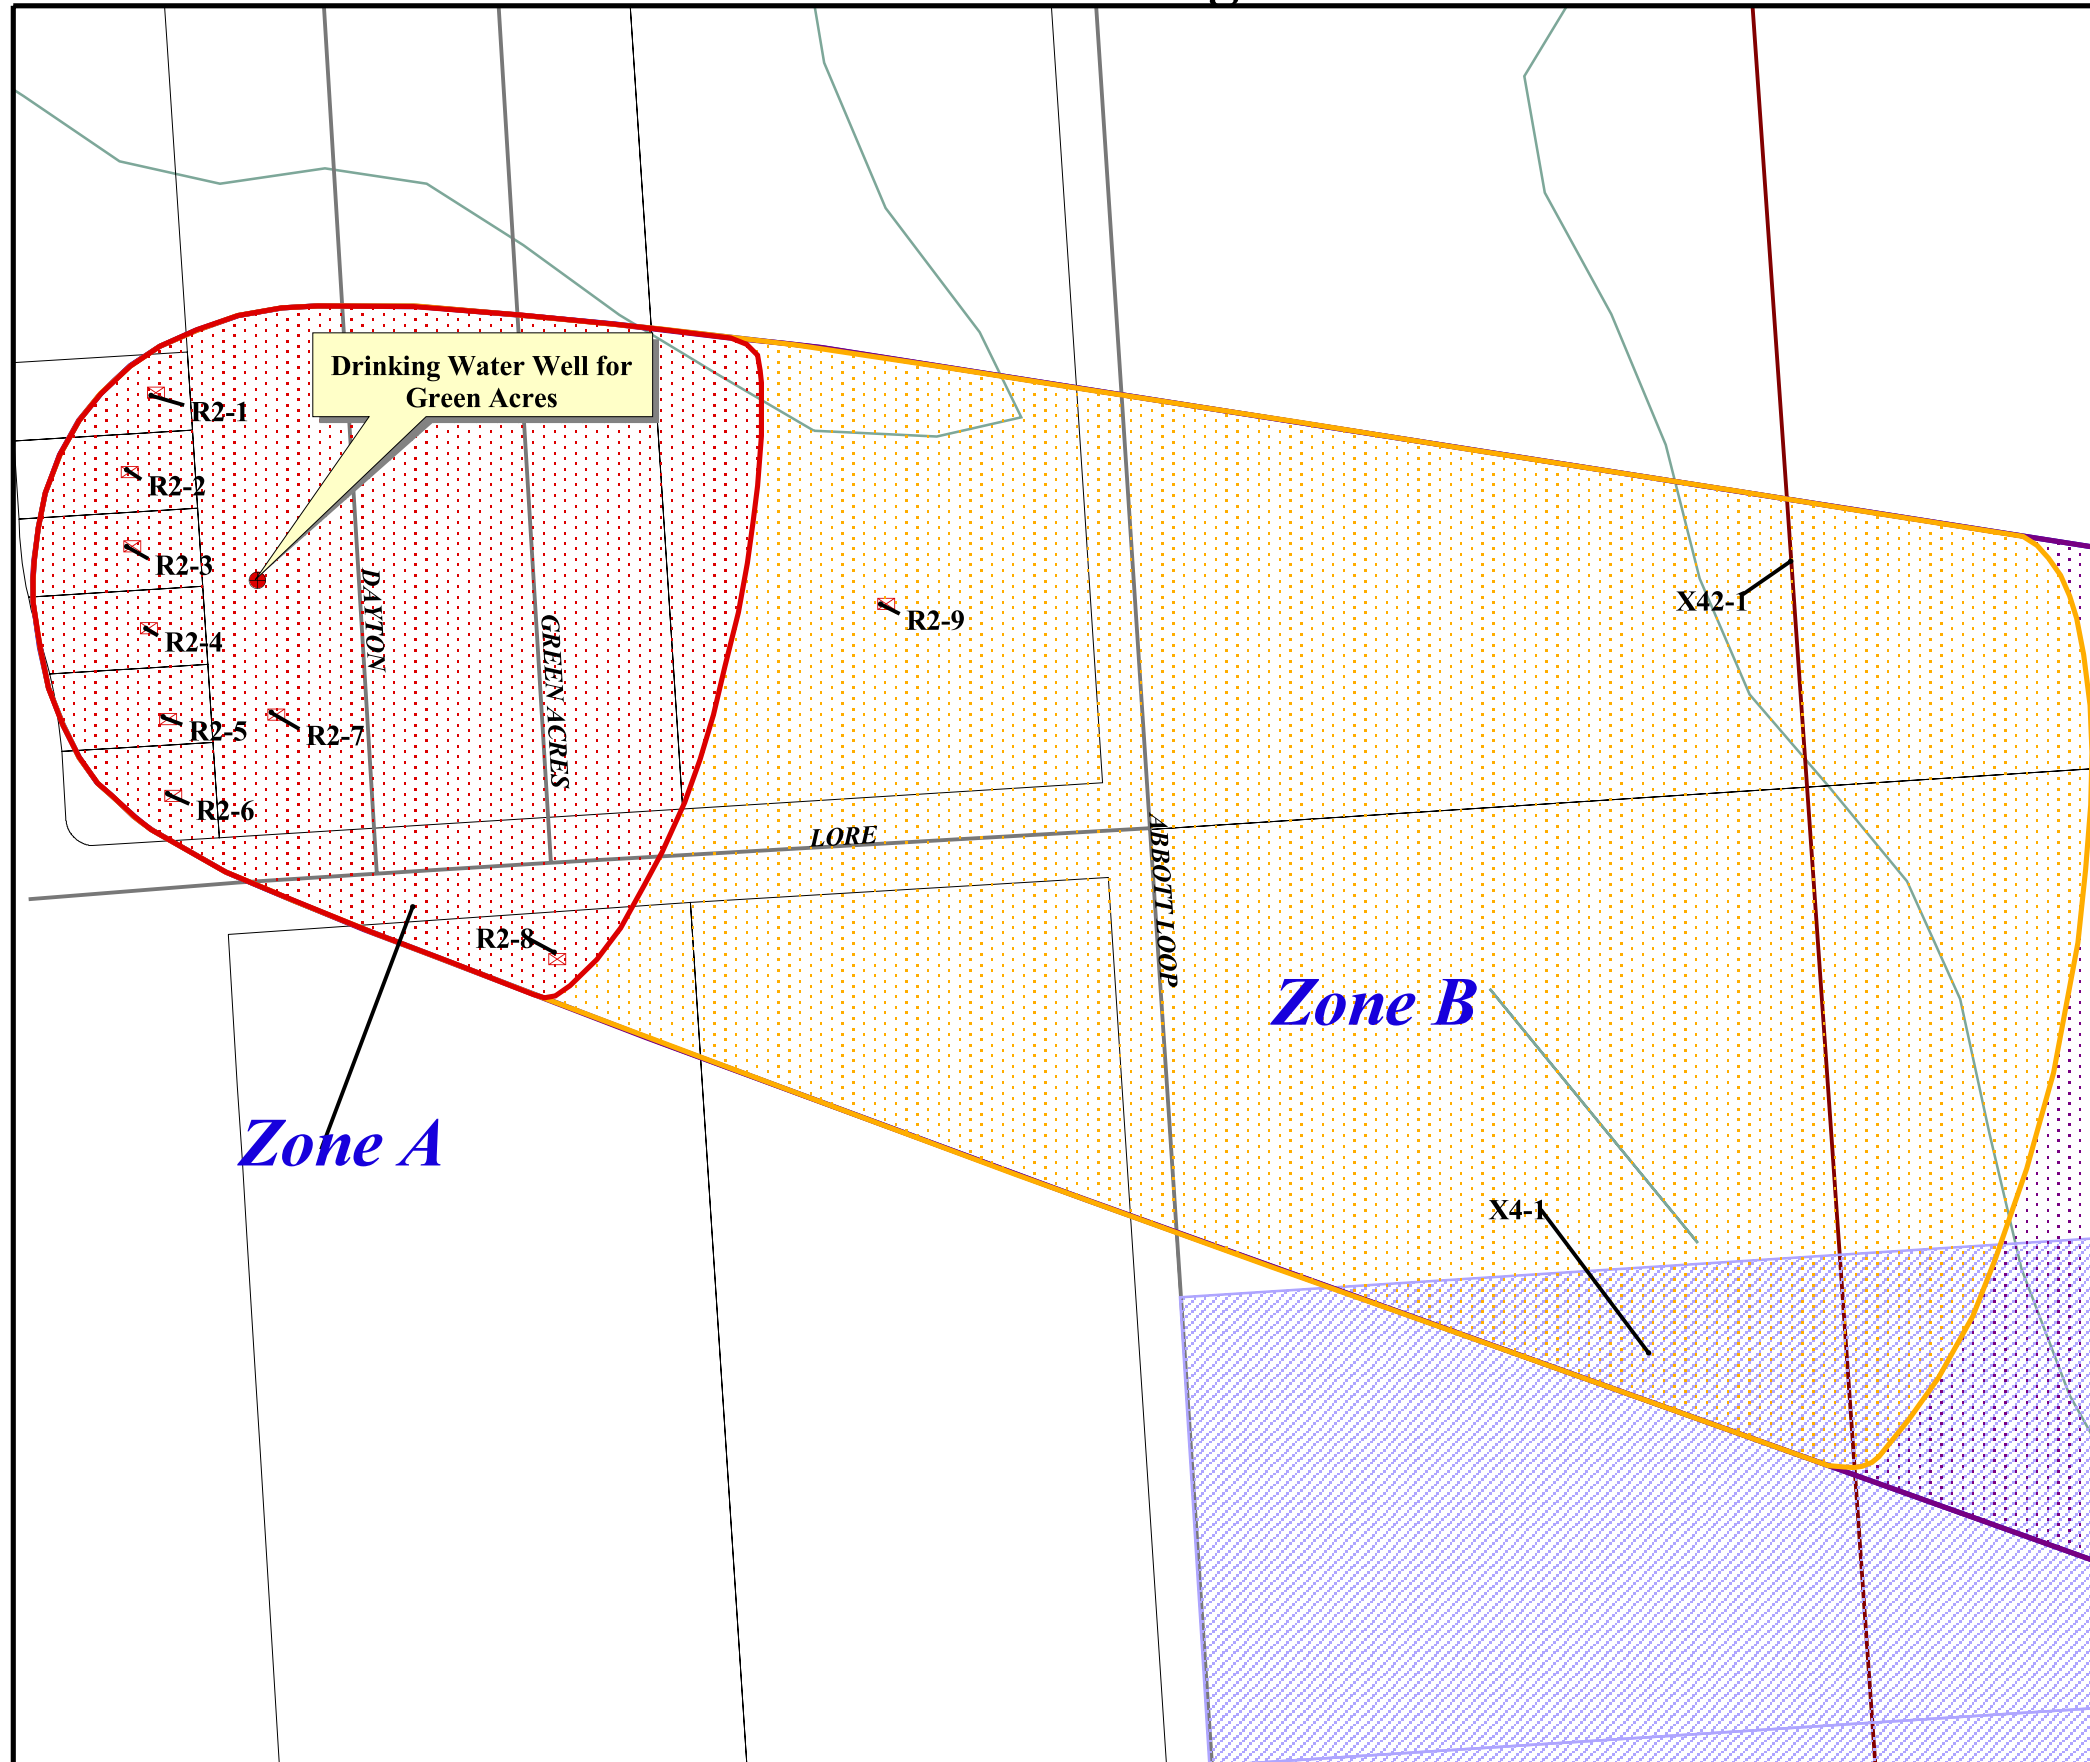 Drinking Water Well for
Green Acres
R2-1
R2-2
R2-3
R2-4
R2-5
R2-7
R2-6
DAYTON
GREEN ACRES
R2-9
X42-1
LORE
ABBOTT LOOP
R2-8
Zone B
Zone A
X4-1